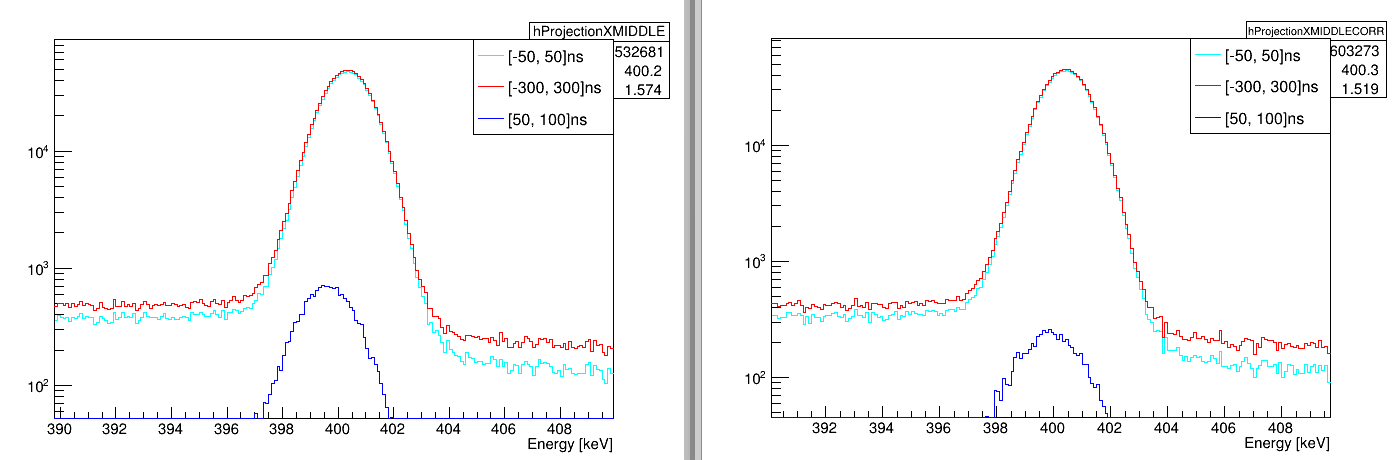 hProjectionXMIDDLE
532681
400.2
1.574
[-50, 50]ns
[-300, 300]ns
[50, 100]ns
10⁴
10³
10²
390 392 394 396 398 400 402 404 406 408
Energy [keV]
hProjectionXMIDDLECORR
603273
400.3
1.519
[-50, 50]ns
[-300, 300]ns
[50, 100]ns
10⁴
10³
10²
392 394 396 398 400 402 404 406 408
Energy [keV]